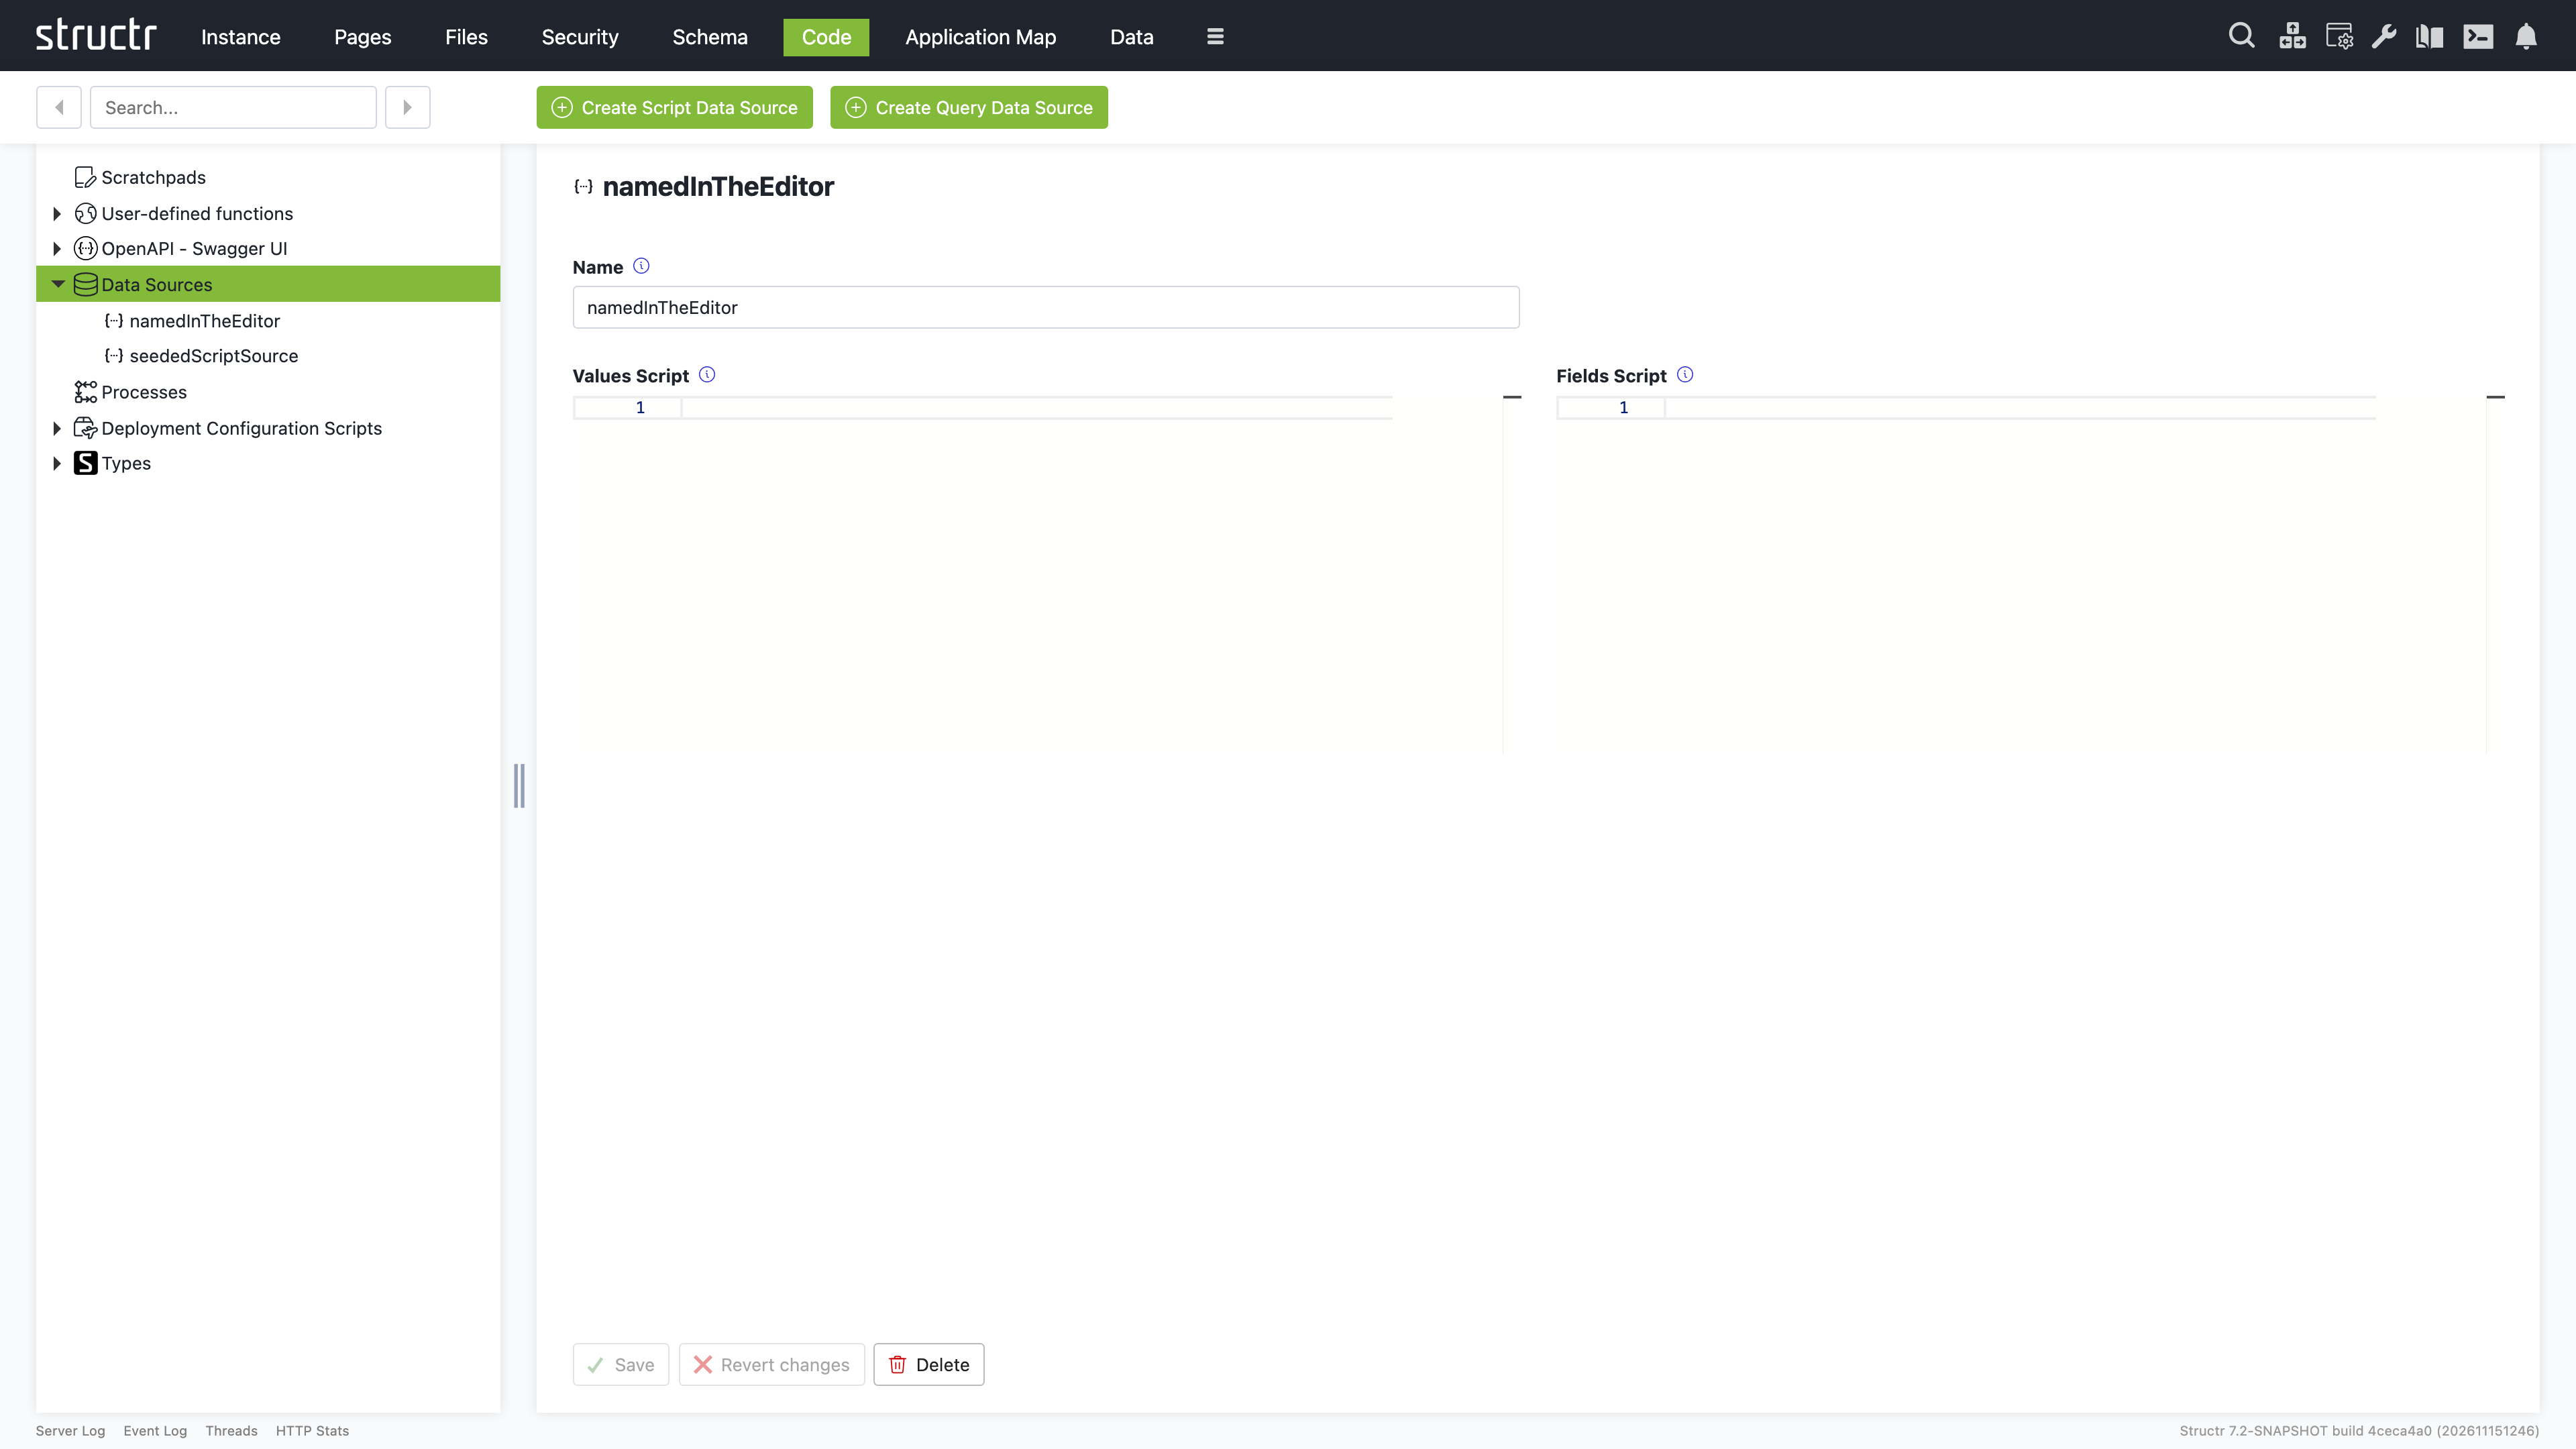 structr Instance Pages Files Security Schema Code Application Map Data
Search... Create Script Data Source Create Query Data Source
Scratchpads
User-defined functions
OpenAPI - Swagger UI
Data Sources
namedInTheEditor
seededScriptSource
Processes
Deployment Configuration Scripts
Types
namedInTheEditor
Name
namedInTheEditor
Values Script Fields Script
1 1
Save Revert changes Delete
Server Log Event Log Threads HTTP Stats Structr 7.2-SNAPSHOT build 4ceca4a0 (202611151246)